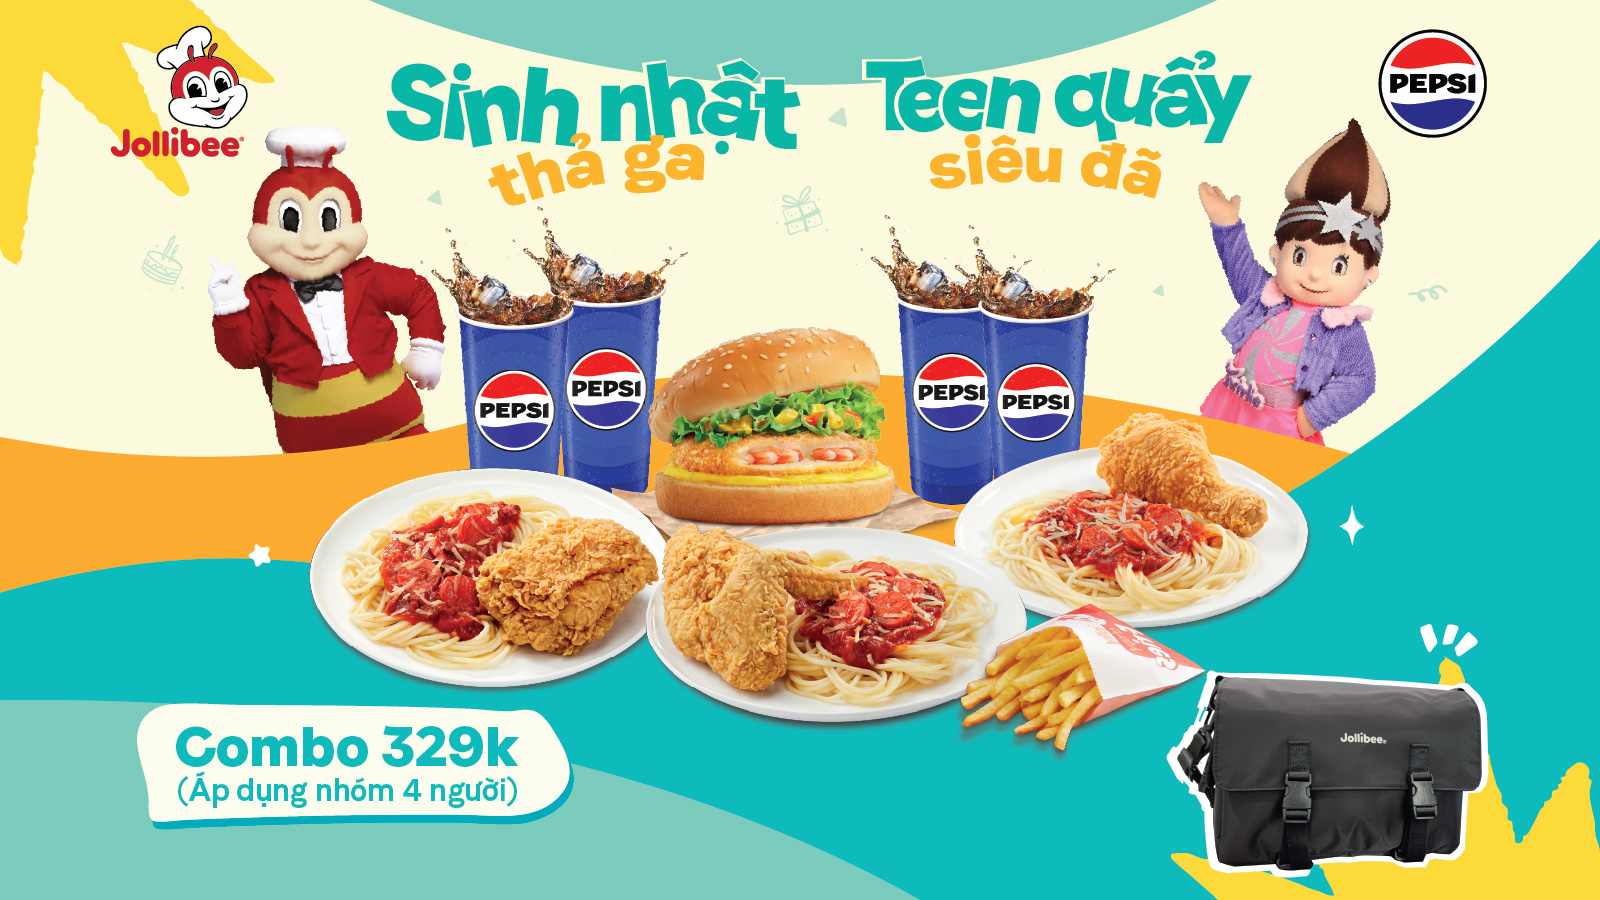 Jollibee
Sinh nhật
thả ga
Teen quẩy
siêu đã
PEPSI
PEPSI
PEPSI
PEPSI
PEPSI
Combo 329k
(Áp dụng nhóm 4 người)
Jollibee